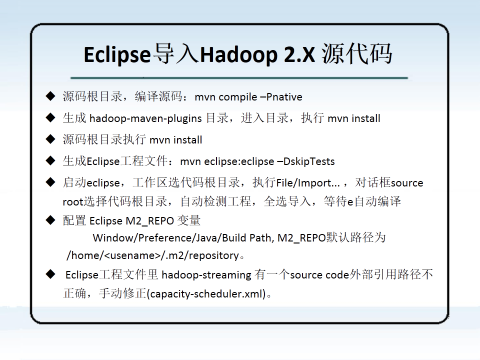 Eclipse导入Hadoop 2.X 源代码
◆ 源码根目录，编译源码：mvn compile –Pnative
◆ 生成 hadoop-maven-plugins 目录，进入目录，执行 mvn install
◆ 源码根目录执行 mvn install
◆ 生成Eclipse工程文件：mvn eclipse:eclipse –DskipTests
◆ 启动eclipse，工作区选代码根目录，执行File/Import... ，对话框source
root选择代码根目录，自动检测工程，全选导入，等待e自动编译
◆ 配置 Eclipse M2_REPO 变量
Window/Preference/Java/Build Path, M2_REPO默认路径为
/home/<usename>/.m2/repository。
◆ Eclipse工程文件里 hadoop-streaming 有一个source code外部引用路径不
正确，手动修正(capacity-scheduler.xml)。